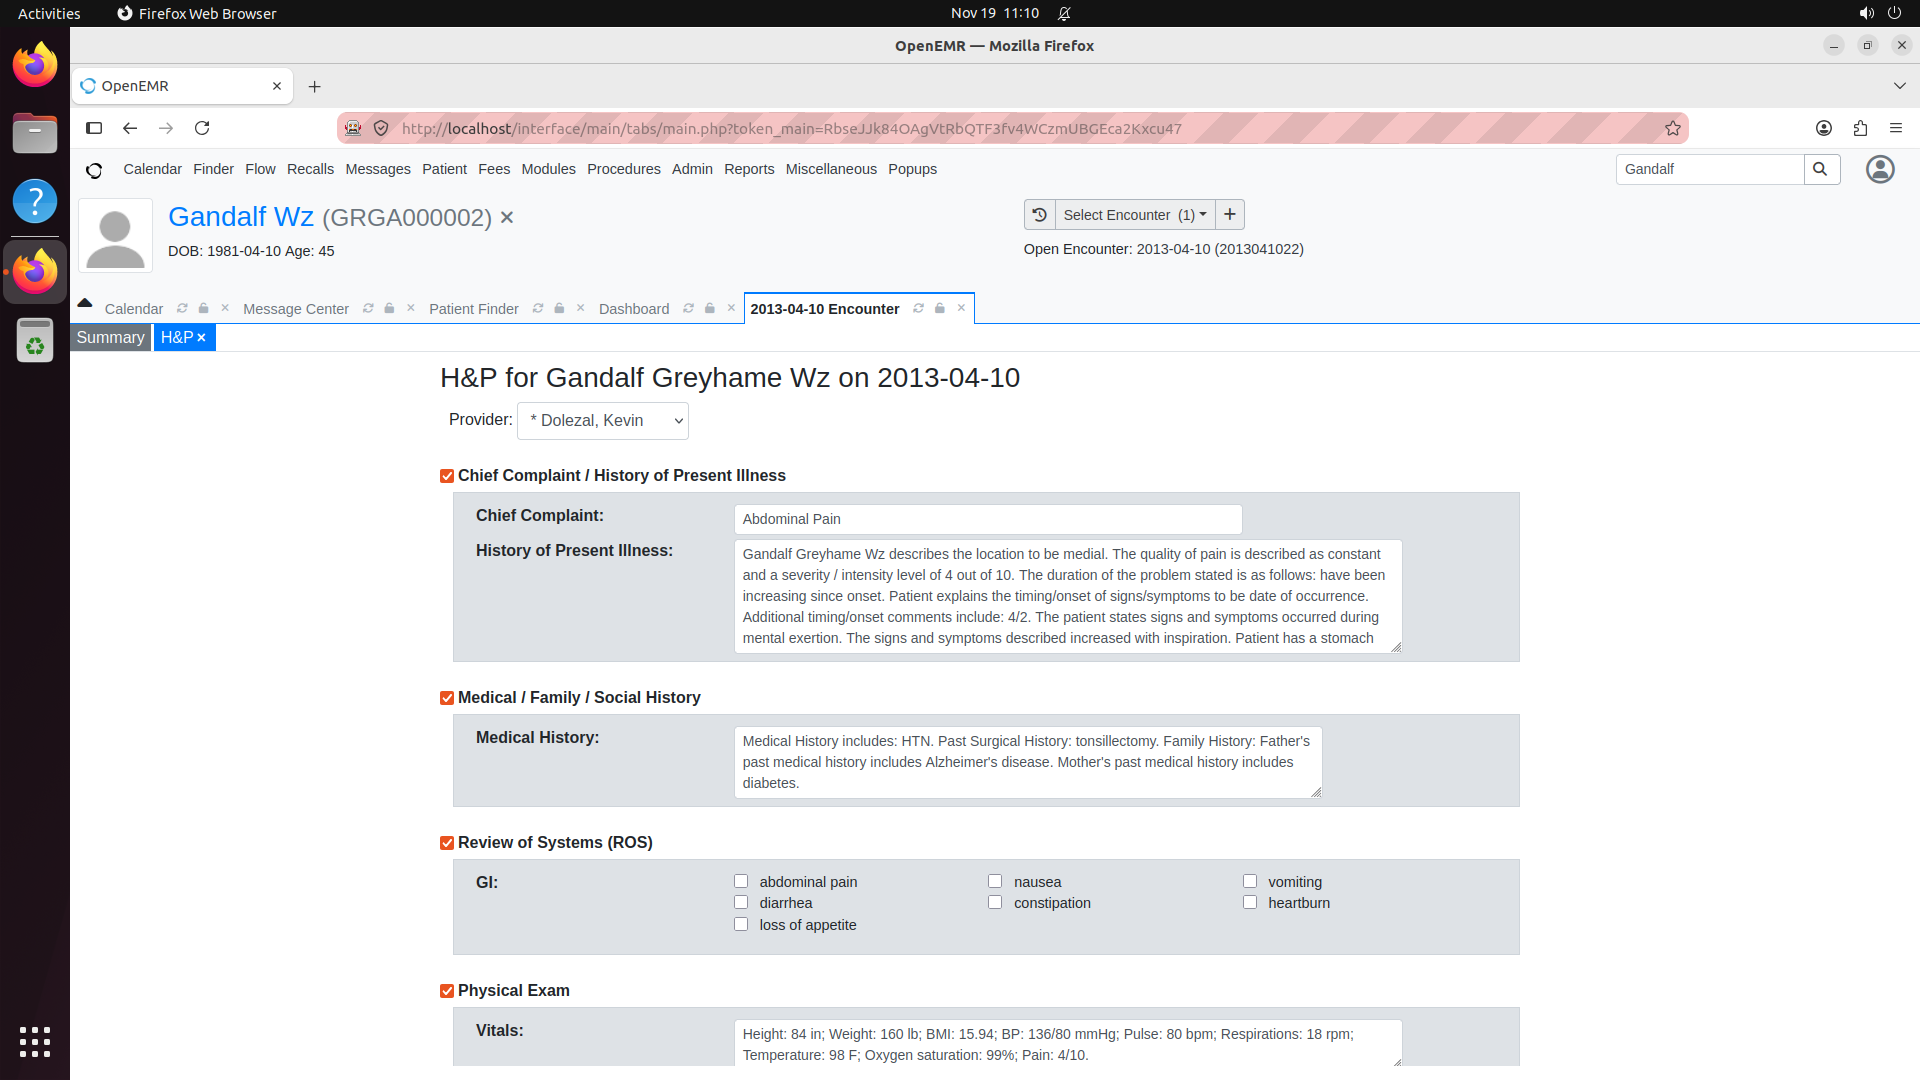 Activities
Firefox Web Browser
Nov 19 11:10
OpenEMR — Mozilla Firefox
OpenEMR
http://localhost/interface/main/tabs/main.php?token_main=RbseJJk84OAgVtRbQTF3fv4WCzmUBGEca2Kxcu47
Calendar Finder Flow Recalls Messages Patient Fees Modules Procedures Admin Reports Miscellaneous Popups
Gandalf
Gandalf Wz (GRGA000002)
Select Encounter (1)
DOB: 1981-04-10 Age: 45
Open Encounter: 2013-04-10 (2013041022)
Calendar
Message Center
Patient Finder
Dashboard
2013-04-10 Encounter
Summary
H&P
H&P for Gandalf Greyhame Wz on 2013-04-10
Provider: * Dolezal, Kevin
Chief Complaint / History of Present Illness
Chief Complaint: Abdominal Pain
History of Present Illness:
Gandalf Greyhame Wz describes the location to be medial. The quality of pain is described as constant
and a severity / intensity level of 4 out of 10. The duration of the problem stated is as follows: have been
increasing since onset. Patient explains the timing/onset of signs/symptoms to be date of occurrence.
Additional timing/onset comments include: 4/2. The patient states signs and symptoms occurred during
mental exertion. The signs and symptoms described increased with inspiration. Patient has a stomach
Medical / Family / Social History
Medical History:
Medical History includes: HTN. Past Surgical History: tonsillectomy. Family History: Father's
past medical history includes Alzheimer's disease. Mother's past medical history includes
diabetes.
Review of Systems (ROS)
GI:
abdominal pain nausea vomiting
diarrhea constipation heartburn
loss of appetite
Physical Exam
Vitals:
Height: 84 in; Weight: 160 lb; BMI: 15.94; BP: 136/80 mmHg; Pulse: 80 bpm; Respirations: 18 rpm;
Temperature: 98 F; Oxygen saturation: 99%; Pain: 4/10.